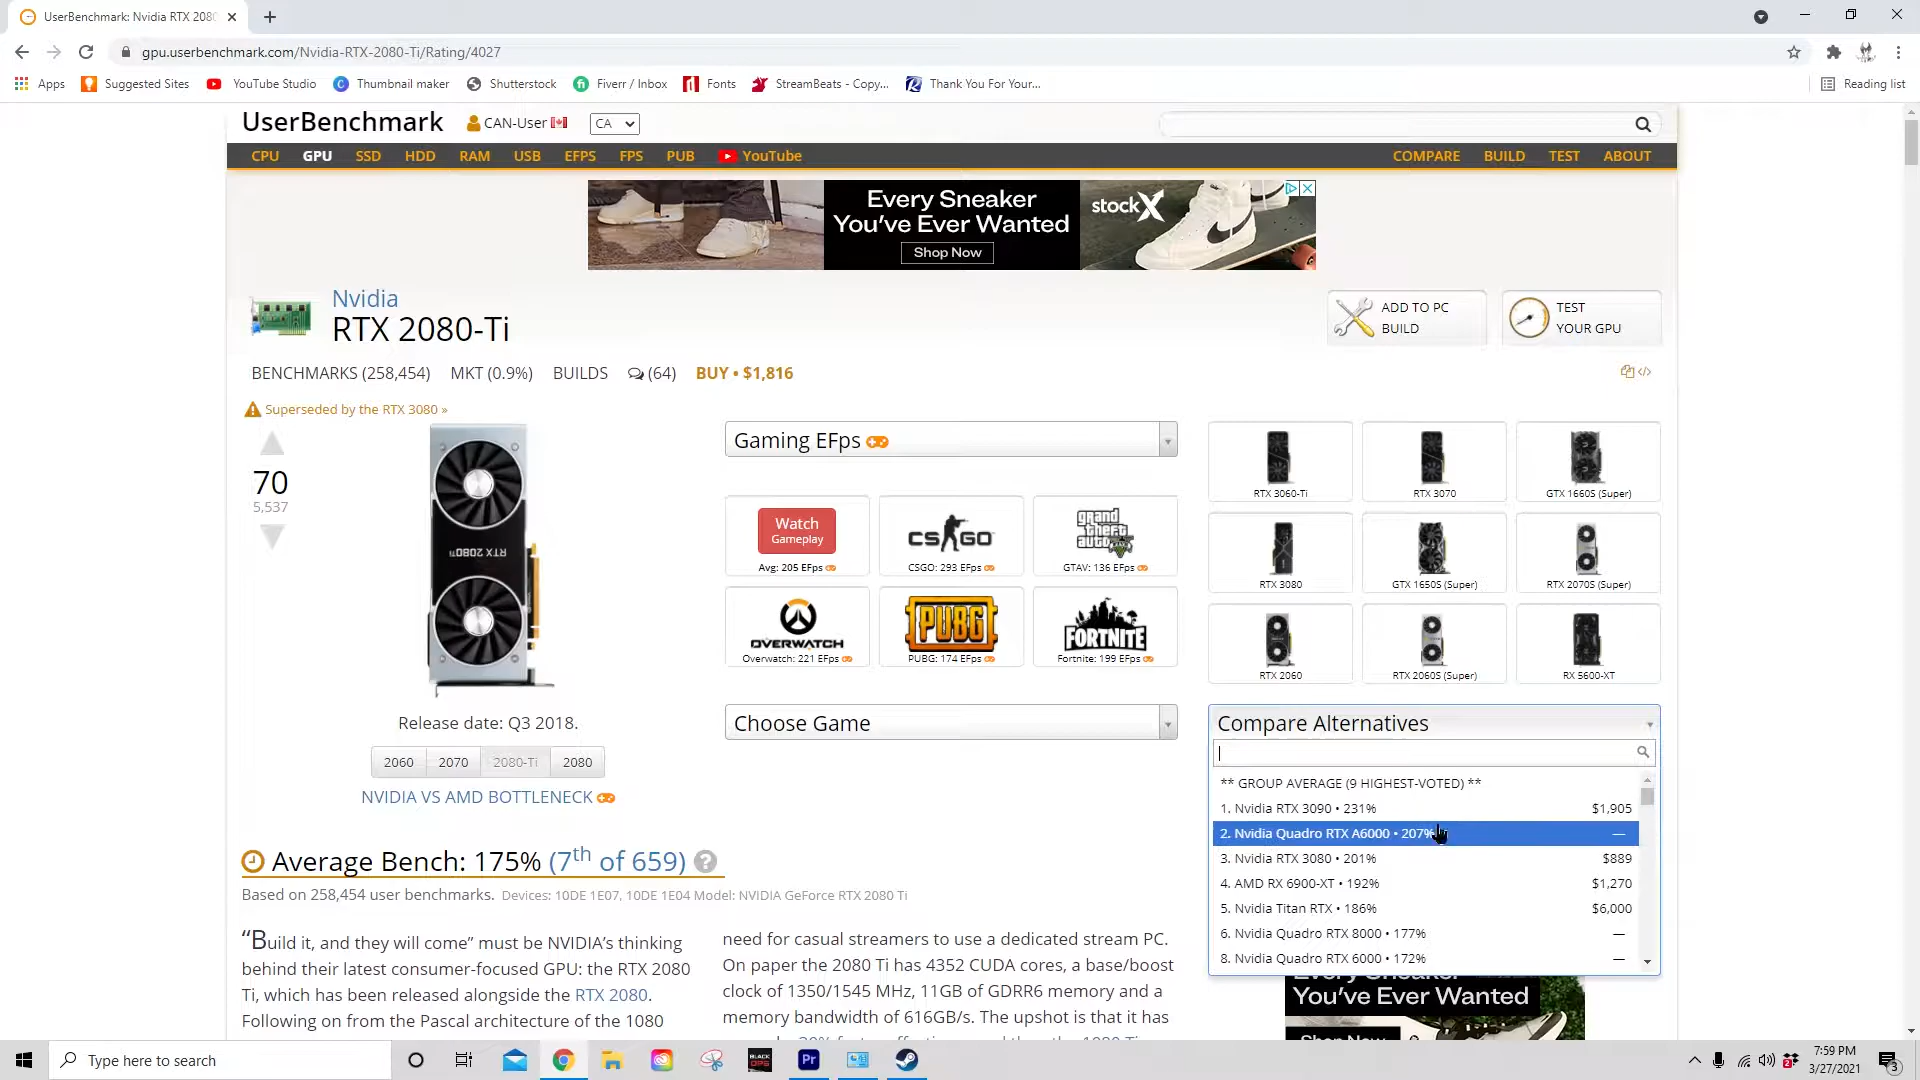 UserBenchmark: Nvidia RTX 2080
gpu.userbenchmark.com/Nvidia-RTX-2080-Ti/Rating/4027
Apps Suggested Sites YouTube Studio Thumbnail maker Shutterstock Fiverr / Inbox Fonts StreamBeats - Copy... Thank You For Your... Reading list
UserBenchmark CAN-User CA
CPU GPU SSD HDD RAM USB EFPS FPS PUB YouTube COMPARE BUILD TEST ABOUT
Every Sneaker
You've Ever Wanted
Shop Now
stockX
Nvidia
RTX 2080-Ti
ADD TO PC
BUILD
TEST
YOUR GPU
BENCHMARKS (258,454) MKT (0.9%) BUILDS (64) BUY • $1,816
Superseded by the RTX 3080 »
70
5,537
RTX 2080Ti
Release date: Q3 2018.
2060 2070 2080-Ti 2080
NVIDIA VS AMD BOTTLENECK
Gaming EFps
Watch
Gameplay
Avg: 205 EFps
CS:GO
CSGO: 293 EFps
grand
theft
auto V
GTAV: 136 EFps
OVERWATCH
Overwatch: 221 EFps
PUBG
PUBG: 174 EFps
FORTNITE
Fortnite: 199 EFps
Choose Game
RTX 3060-Ti RTX 3070 GTX 1660S (Super)
RTX 3080 GTX 1650S (Super) RTX 2070S (Super)
RTX 2060 RTX 2060S (Super) RX 5600-XT
Compare Alternatives
** GROUP AVERAGE (9 HIGHEST-VOTED) **
1. Nvidia RTX 3090 • 231% $1,905
2. Nvidia Quadro RTX A6000 • 207% —
3. Nvidia RTX 3080 • 201% $889
4. AMD RX 6900-XT • 192% $1,270
5. Nvidia Titan RTX • 186% $6,000
6. Nvidia Quadro RTX 8000 • 177% —
8. Nvidia Quadro RTX 6000 • 172% —
Average Bench: 175% (7th of 659) ?
Based on 258,454 user benchmarks. Devices: 10DE 1E07, 10DE 1E04 Model: NVIDIA GeForce RTX 2080 Ti
“Build it, and they will come” must be NVIDIA’s thinking
behind their latest consumer-focused GPU: the RTX 2080
Ti, which has been released alongside the RTX 2080.
Following on from the Pascal architecture of the 1080
need for casual streamers to use a dedicated stream PC.
On paper the 2080 Ti has 4352 CUDA cores, a base/boost
clock of 1350/1545 MHz, 11GB of GDRR6 memory and a
memory bandwidth of 616GB/s. The upshot is that it has
Every Sneaker
You've Ever Wanted
Shop Now
Type here to search
BLACK OPS
Pr
7:59 PM
3/27/2021
3